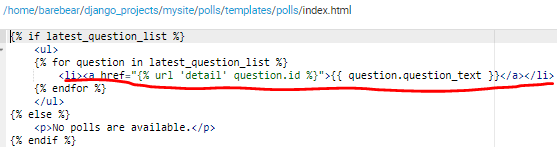 /home/barebear/django_projects/mysite/polls/templates/polls/index.html
{% if latest_question_list %}
    <ul>
    {% for question in latest_question_list %}
        <li><a href="{% url 'detail' question.id %}">{{ question.question_text }}</a></li>
    {% endfor %}
    </ul>
{% else %}
    <p>No polls are available.</p>
{% endif %}